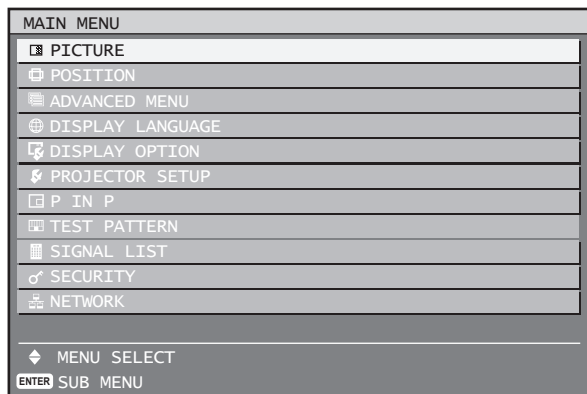 MAIN MENU
PICTURE
POSITION
ADVANCED MENU
DISPLAY LANGUAGE
DISPLAY OPTION
PROJECTOR SETUP
P IN P
TEST PATTERN
SIGNAL LIST
SECURITY
NETWORK
MENU SELECT
ENTER SUB MENU